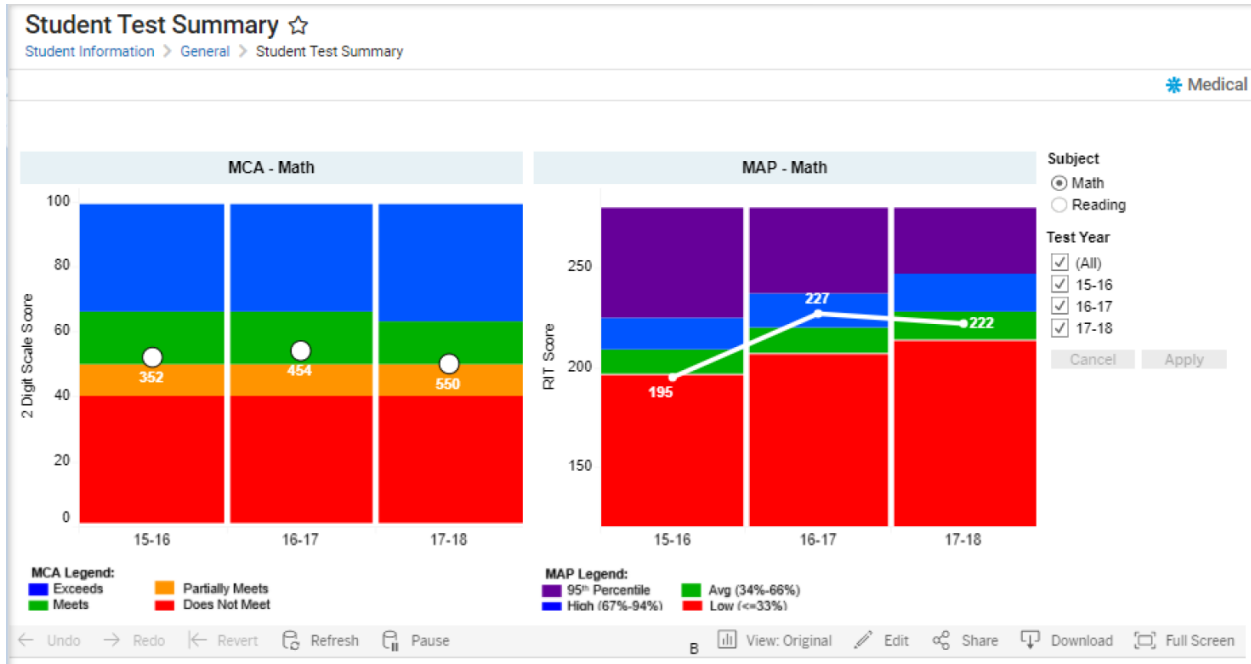 Student Test Summary
Student Information > General > Student Test Summary
Medical
MCA - Math
2 Digit Scale Score
100
80
60
40
20
0
352
454
550
15-16
16-17
17-18
MCA Legend:
Exceeds
Partially Meets
Meets
Does Not Meet
MAP - Math
RIT Score
250
200
150
195
227
222
15-16
16-17
17-18
MAP Legend:
95th Percentile
Avg (34%-66%)
High (67%-94%)
Low (<=33%)
Subject
Math
Reading
Test Year
(All)
15-16
16-17
17-18
Cancel Apply
Undo Redo Revert Refresh Pause B View: Original Edit Share Download Full Screen